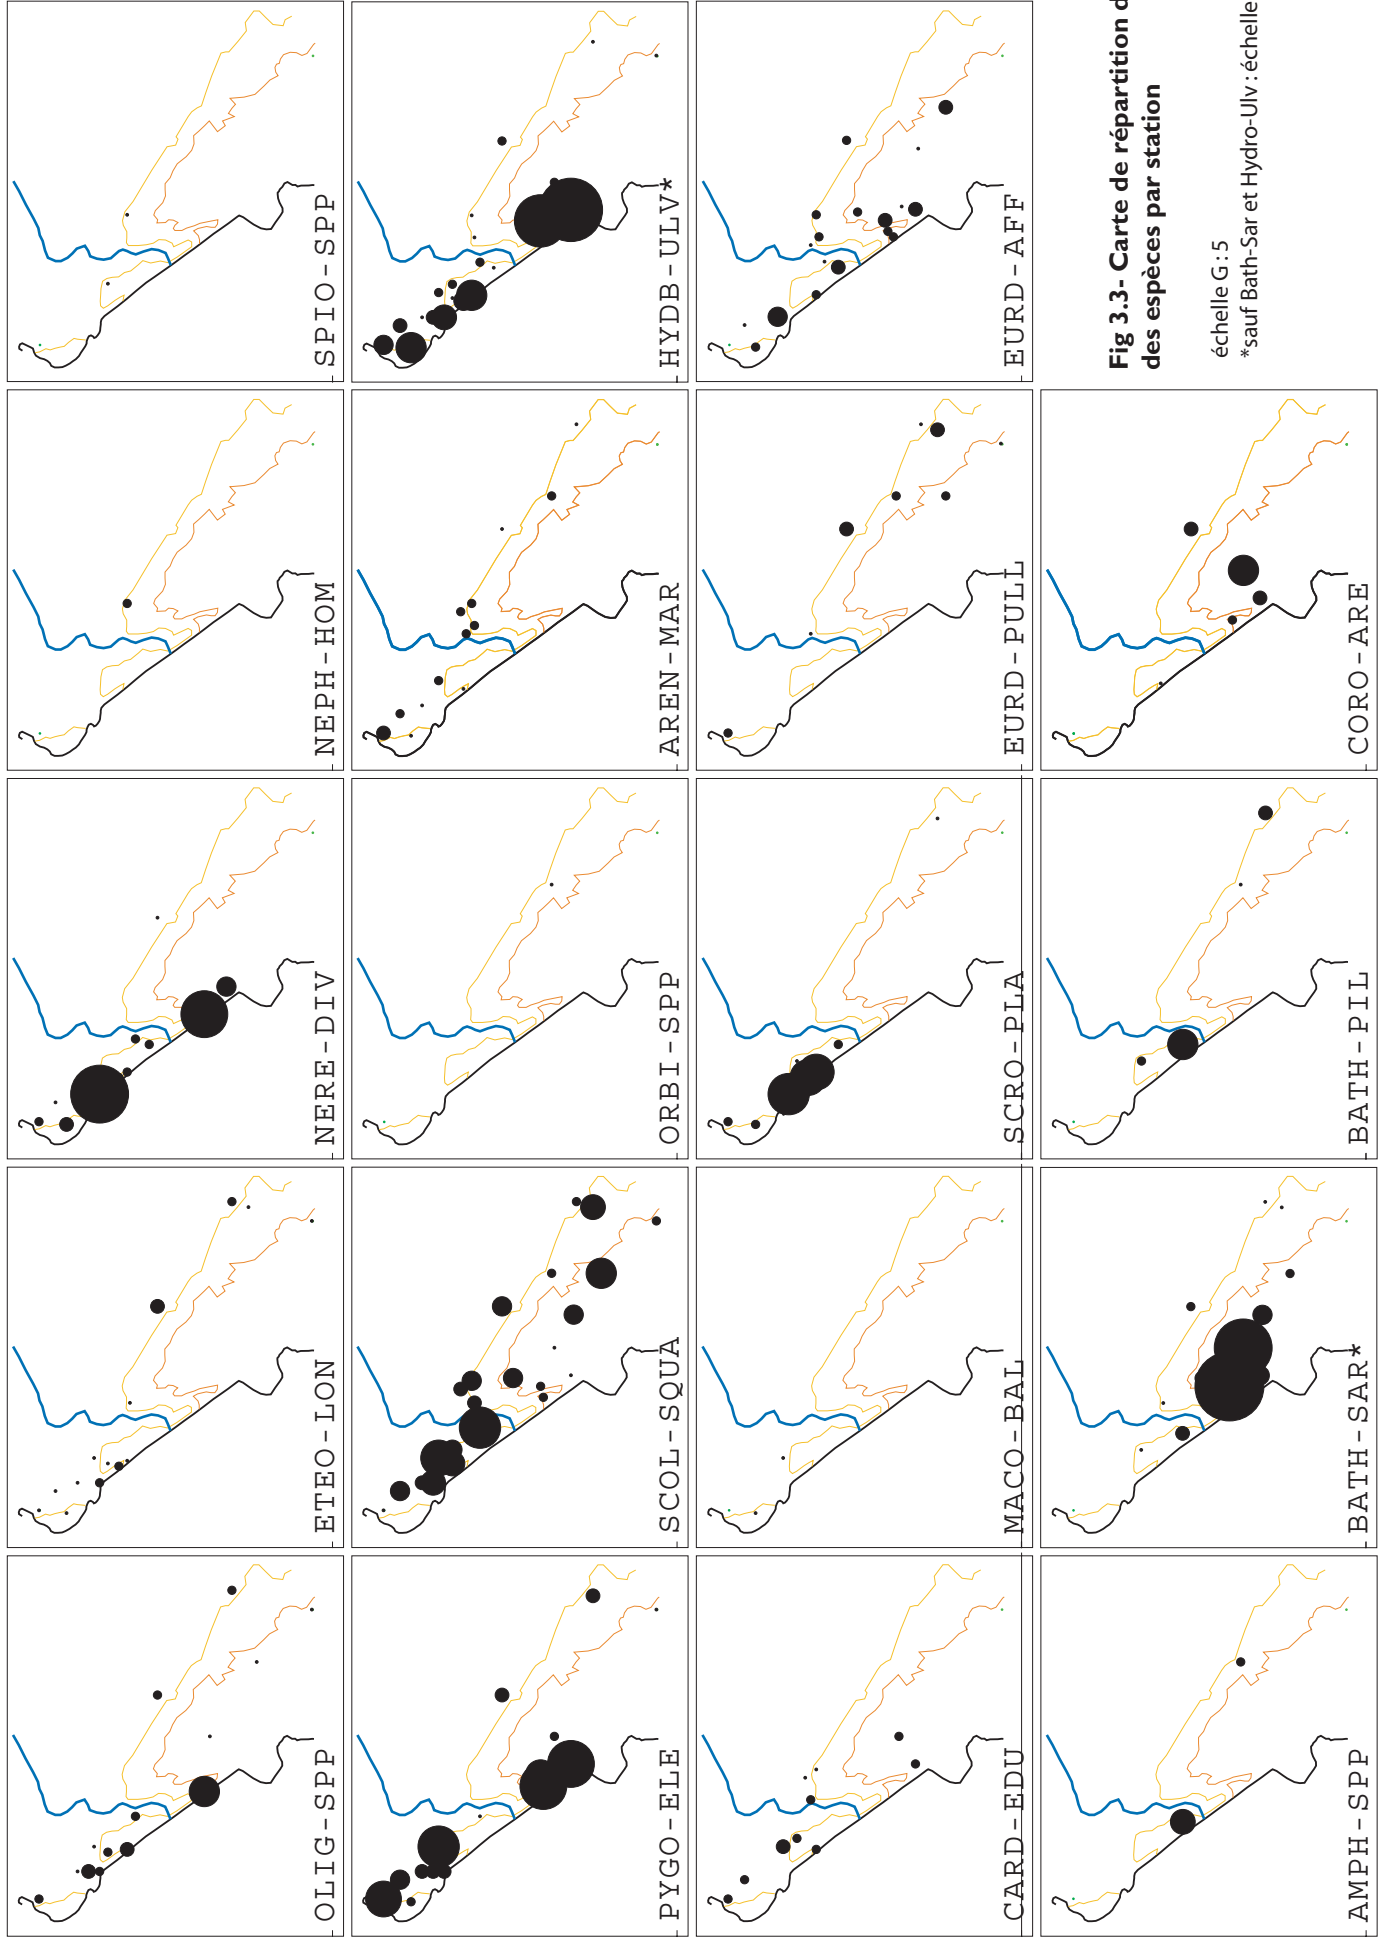 OLIG-SPP
ETEO-LON
NERE-DIV
NEPH-HOM
SPIO-SPP
PYGO-ELE
SCOL-SQUA
ORBI-SPP
AREN-MAR
HYDB-ULV*
CARD-EDU
MACO-BAL
SCRO-PLA
EURD-PULL
EURD-AFF
AMPH-SPP
BATH-SAR*
BATH-PIL
CORO-ARE
Fig 3.3- Carte de répartition
des espèces par station
échelle G : 5
*sauf Bath-Sar et Hydro-Ulv : échelle